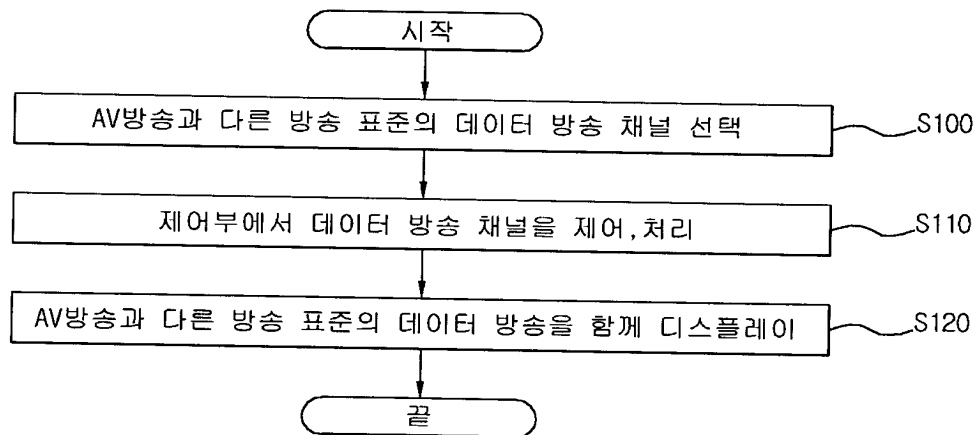 시작
AV방송과 다른 방송 표준의 데이터 방송 채널 선택
S100
제어부에서 데이터 방송 채널을 제어,처리
S110
AV방송과 다른 방송 표준의 데이터 방송을 함께 디스플레이
S120
끝